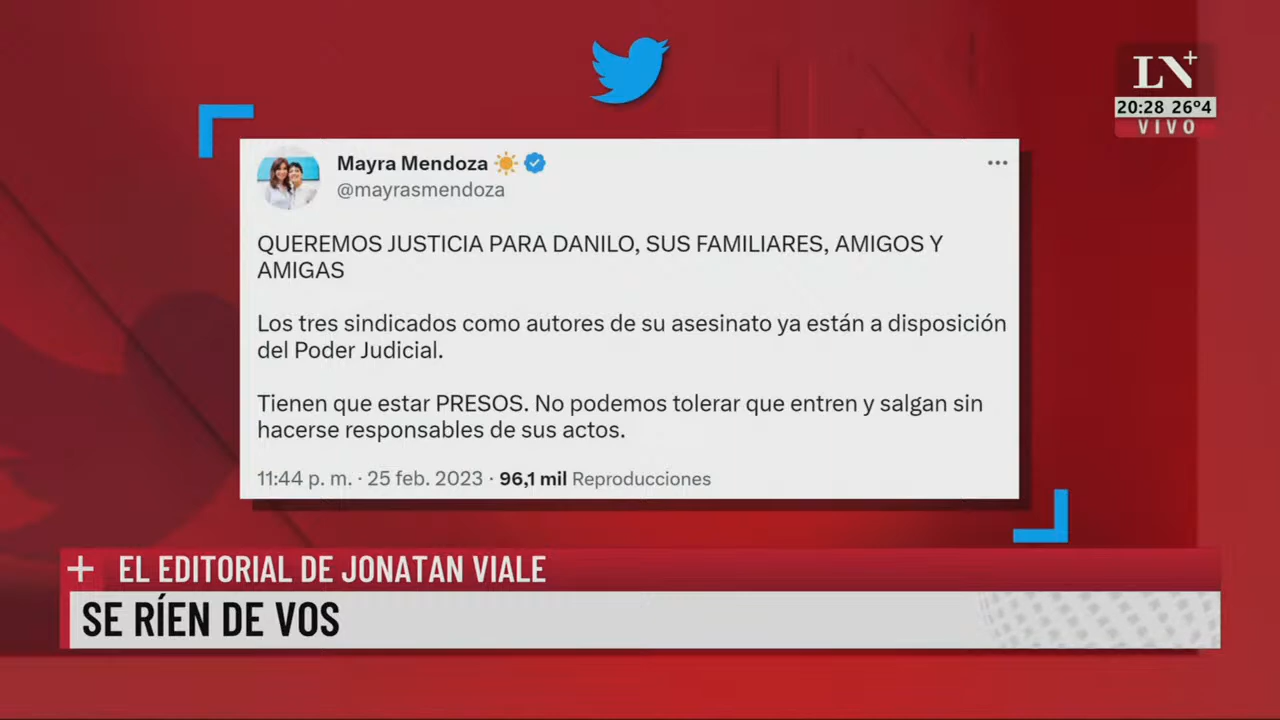 LN+
20:28 26º4
VIVO
Mayra Mendoza
@mayrasmendoza
QUEREMOS JUSTICIA PARA DANILO, SUS FAMILIARES, AMIGOS Y
AMIGAS
Los tres sindicados como autores de su asesinato ya están a disposición
del Poder Judicial.
Tienen que estar PRESOS. No podemos tolerar que entren y salgan sin
hacerse responsables de sus actos.
11:44 p. m. · 25 feb. 2023 · 96,1 mil Reproducciones
+ EL EDITORIAL DE JONATAN VIALE
SE RÍEN DE VOS